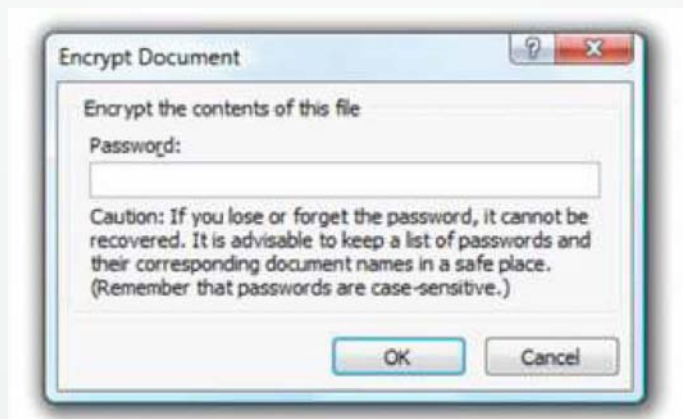 Encrypt Document
Encrypt the contents of this file
Password:
Caution: If you lose or forget the password, it cannot be
recovered. It is advisable to keep a list of passwords and
their corresponding document names in a safe place.
(Remember that passwords are case-sensitive.)
OK Cancel